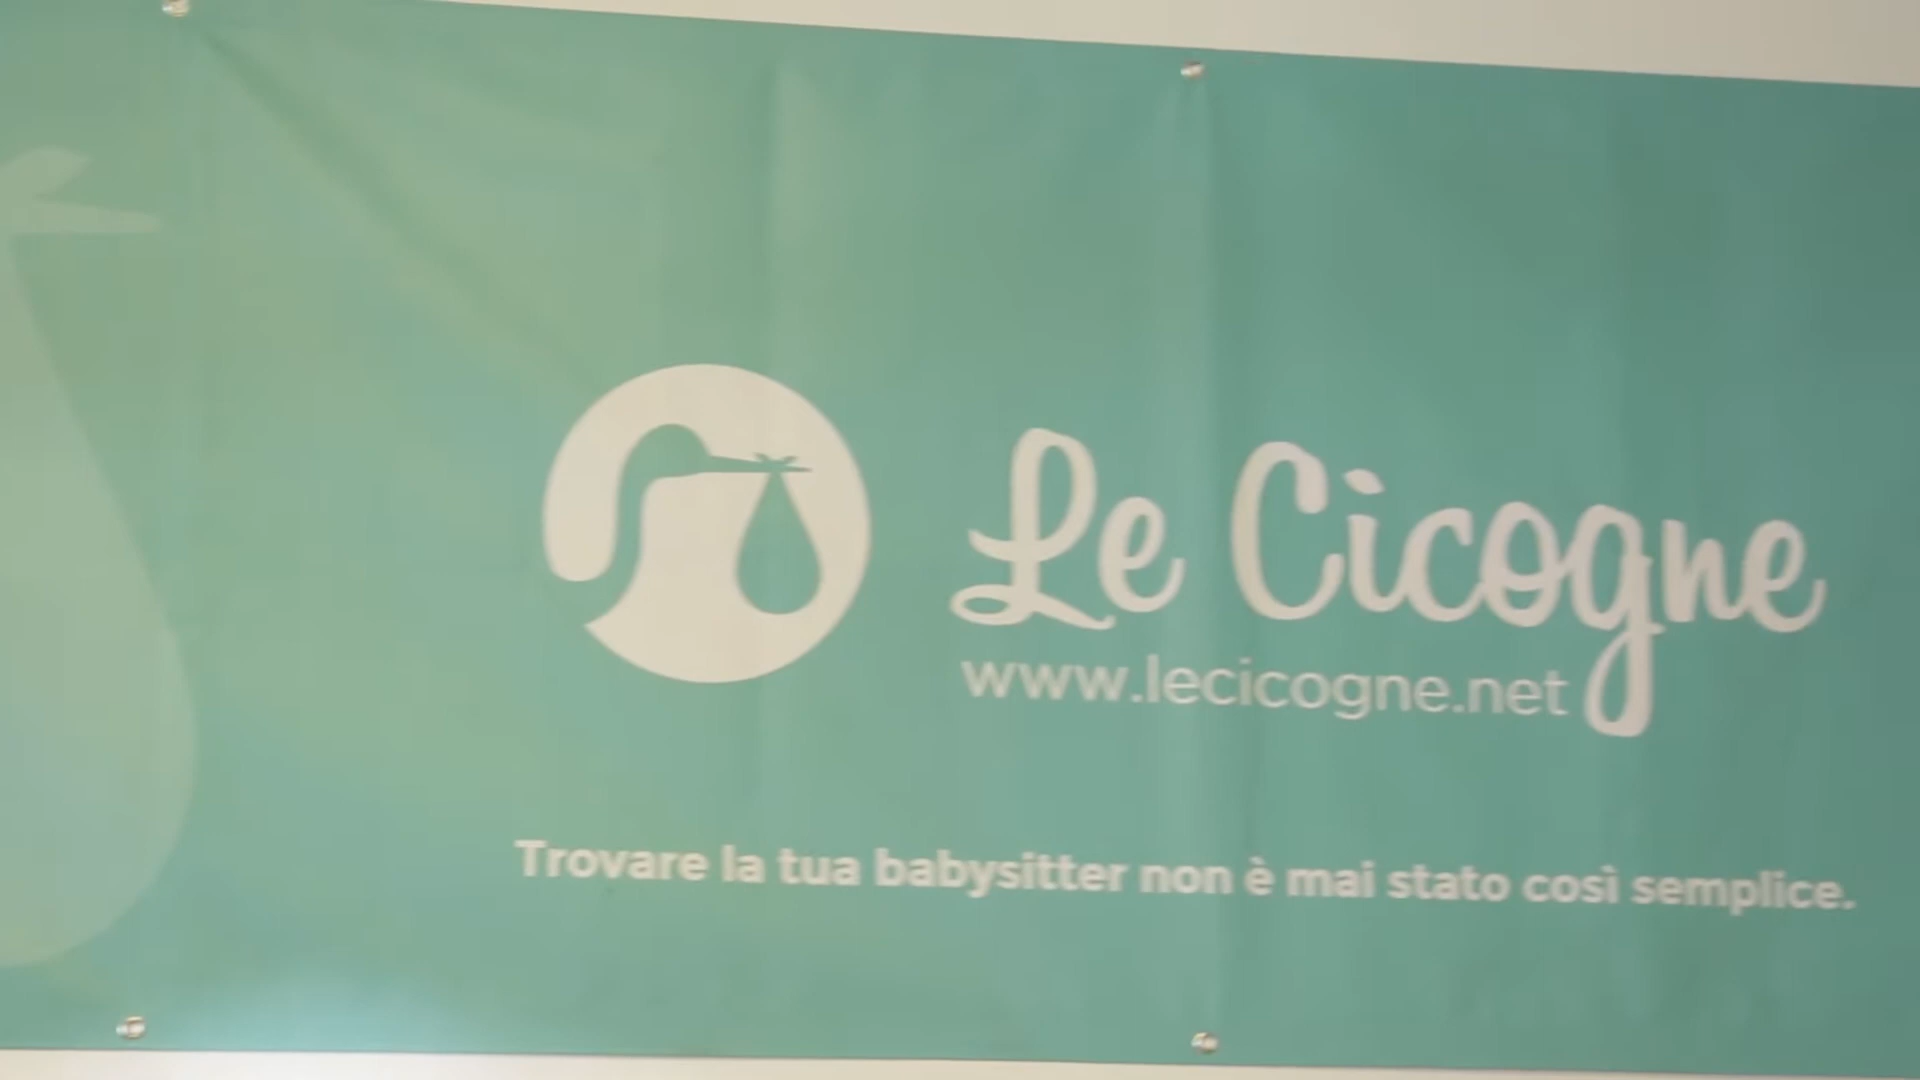 Le Cicogne
www.lecicogne.net
Trovare la tua babysitter non è mai stato così semplice.